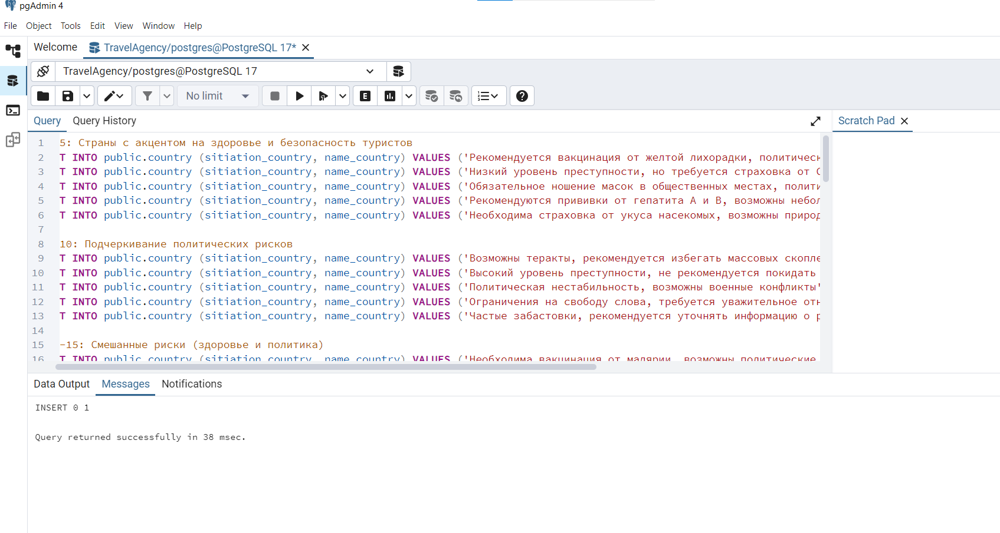 pgAdmin 4
File Object Tools Edit View Window Help
Welcome TravelAgency/postgres@PostgreSQL 17*
TravelAgency/postgres@PostgreSQL 17
No limit E
Query Query History Scratch Pad
1 5: Страны с акцентом на здоровье и безопасность туристов
2 T INTO public.country (sitiation_country, name_country) VALUES ('Рекомендуется вакцинация от желтой лихорадки, политическ
3 T INTO public.country (sitiation_country, name_country) VALUES ('Низкий уровень преступности, но требуется страховка от С
4 T INTO public.country (sitiation_country, name_country) VALUES ('Обязательное ношение масок в общественных местах, полити
5 T INTO public.country (sitiation_country, name_country) VALUES ('Рекомендуются прививки от гепатита А и В, возможны небол
6 T INTO public.country (sitiation_country, name_country) VALUES ('Необходима страховка от укуса насекомых, возможны природ
7
8 10: Подчеркивание политических рисков
9 T INTO public.country (sitiation_country, name_country) VALUES ('Возможны теракты, рекомендуется избегать массовых скопле
10 T INTO public.country (sitiation_country, name_country) VALUES ('Высокий уровень преступности, не рекомендуется покидать
11 T INTO public.country (sitiation_country, name_country) VALUES ('Политическая нестабильность, возможны военные конфликты'
12 T INTO public.country (sitiation_country, name_country) VALUES ('Ограничения на свободу слова, требуется уважительное отн
13 T INTO public.country (sitiation_country, name_country) VALUES ('Частые забастовки, рекомендуется уточнять информацию о р
14
15 -15: Смешанные риски (здоровье и политика)
16 T INTO public.country (sitiation_country, name_country) VALUES ('Необходима вакцинация от малярии, возможны политические
Data Output Messages Notifications
INSERT 0 1
Query returned successfully in 38 msec.